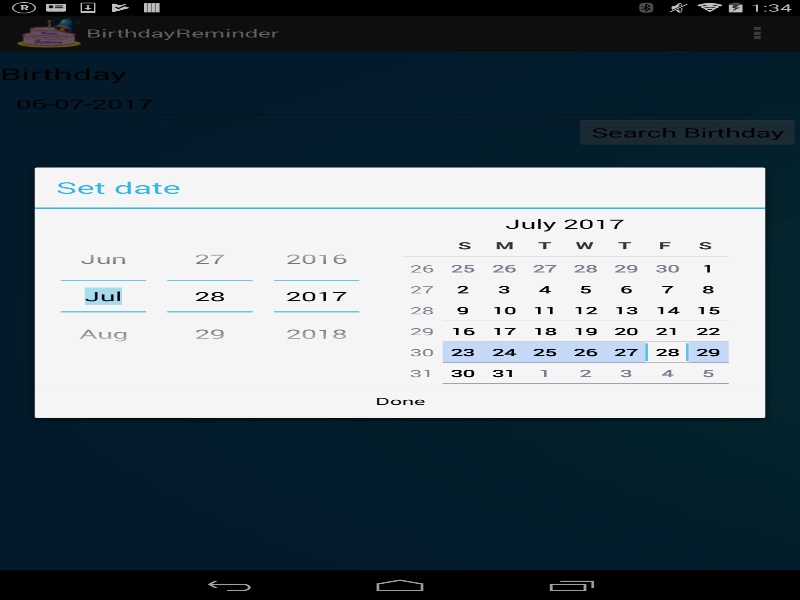 R 1:34
BirthdayReminder
Birthday
06-07-2017
Search Birthday
Set date
Jun 27 2016
Jul 28 2017
Aug 29 2018
July 2017
S M T W T F S
26 25 26 27 28 29 30 1
27 2 3 4 5 6 7 8
28 9 10 11 12 13 14 15
29 16 17 18 19 20 21 22
30 23 24 25 26 27 28 29
31 30 31 1 2 3 4 5
Done